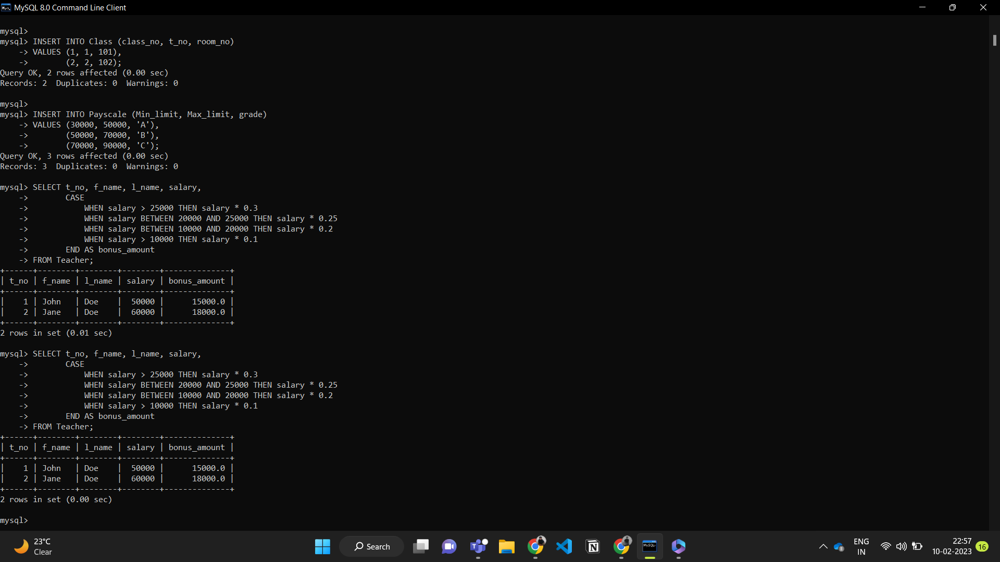 MySQL 8.0 Command Line Client
mysql>
mysql> INSERT INTO Class (class_no, t_no, room_no)
    -> VALUES (1, 1, 101),
    ->        (2, 2, 102);
Query OK, 2 rows affected (0.00 sec)
Records: 2  Duplicates: 0  Warnings: 0
mysql>
mysql> INSERT INTO Payscale (Min_limit, Max_limit, grade)
    -> VALUES (30000, 50000, 'A'),
    ->        (50000, 70000, 'B'),
    ->        (70000, 90000, 'C');
Query OK, 3 rows affected (0.00 sec)
Records: 3  Duplicates: 0  Warnings: 0
mysql> SELECT t_no, f_name, l_name, salary,
    ->        CASE
    ->            WHEN salary > 25000 THEN salary * 0.3
    ->            WHEN salary BETWEEN 20000 AND 25000 THEN salary * 0.25
    ->            WHEN salary BETWEEN 10000 AND 20000 THEN salary * 0.2
    ->            WHEN salary > 10000 THEN salary * 0.1
    ->        END AS bonus_amount
    -> FROM Teacher;
+------+--------+--------+--------+--------------+
| t_no | f_name | l_name | salary | bonus_amount |
+------+--------+--------+--------+--------------+
|    1 | John   | Doe    |  50000 |      15000.0 |
|    2 | Jane   | Doe    |  60000 |      18000.0 |
+------+--------+--------+--------+--------------+
2 rows in set (0.01 sec)
mysql> SELECT t_no, f_name, l_name, salary,
    ->        CASE
    ->            WHEN salary > 25000 THEN salary * 0.3
    ->            WHEN salary BETWEEN 20000 AND 25000 THEN salary * 0.25
    ->            WHEN salary BETWEEN 10000 AND 20000 THEN salary * 0.2
    ->            WHEN salary > 10000 THEN salary * 0.1
    ->        END AS bonus_amount
    -> FROM Teacher;
+------+--------+--------+--------+--------------+
| t_no | f_name | l_name | salary | bonus_amount |
+------+--------+--------+--------+--------------+
|    1 | John   | Doe    |  50000 |      15000.0 |
|    2 | Jane   | Doe    |  60000 |      18000.0 |
+------+--------+--------+--------+--------------+
2 rows in set (0.00 sec)
mysql>
23°C
Clear
Search
ENG
IN
22:57
10-02-2023
16